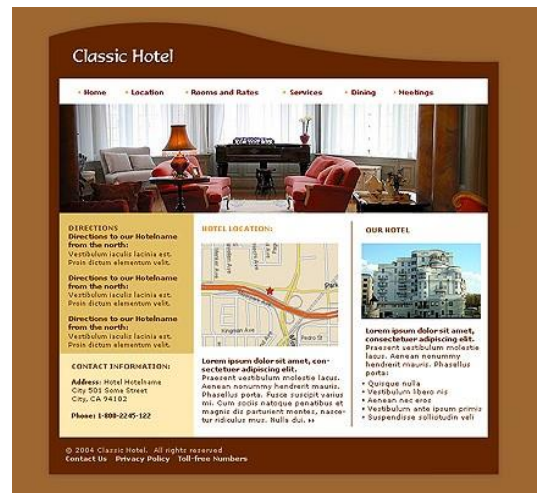 Classic Hotel
Home Location Rooms and Rates Services Dining Meetings
DIRECTIONS
Directions to our Hotelname
from the north:
Vestibulum iaculis lacinia est.
Proin dictum elementum velit.
Directions to our Hotelname
from the north:
Vestibulum iaculis lacinia est.
Proin dictum elementum velit.
Directions to our Hotelname
from the north:
Vestibulum iaculis lacinia est.
Proin dictum elementum velit.
CONTACT INFORMATION:
Address: Hotel Hotelname
City 501 Some Street
City, CA 94102
Phone: 1-800-2245-122
HOTEL LOCATION:
Kingman Ave
Pedro St
Lorem ipsum dolor sit amet, con-
sectetuer adipiscing elit.
Praesent vestibulum molestie lacus.
Aenean nonummy hendrerit mauris.
Phasellus porta. Fusce suscipit varius
mi. Cum sociis natoque penatibus et
magnis dis parturient montes, nasce-
tur ridiculus mus. Nulla dui. ››
OUR HOTEL
Lorem ipsum dolor sit amet,
consectetuer adipiscing elit.
Praesent vestibulum molestie
lacus. Aenean nonummy
hendrerit mauris. Phasellus
porta:
• Quisque nulla
• Vestibulum libero nis
• Aenean nec eros
• Vestibulum ante ipsum primis
• Suspendisse sollicitudin veli
© 2004 Classic Hotel. All rights reserved
Contact Us Privacy Policy Toll-free Numbers